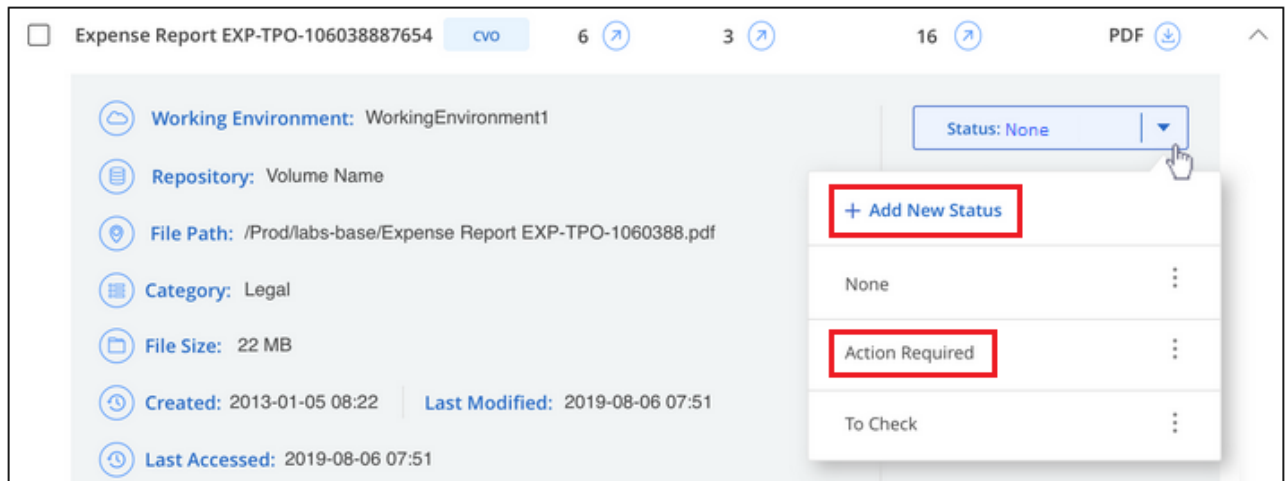 Expense Report EXP-TPO-106038887654 CVO 6 3 16 PDF
Working Environment: WorkingEnvironment1
Status: None
Repository: Volume Name
+ Add New Status
File Path: /Prod/labs-base/Expense Report EXP-TPO-1060388.pdf
None
Category: Legal
File Size: 22 MB
Action Required
Created: 2013-01-05 08:22 Last Modified: 2019-08-06 07:51
To Check
Last Accessed: 2019-08-06 07:51